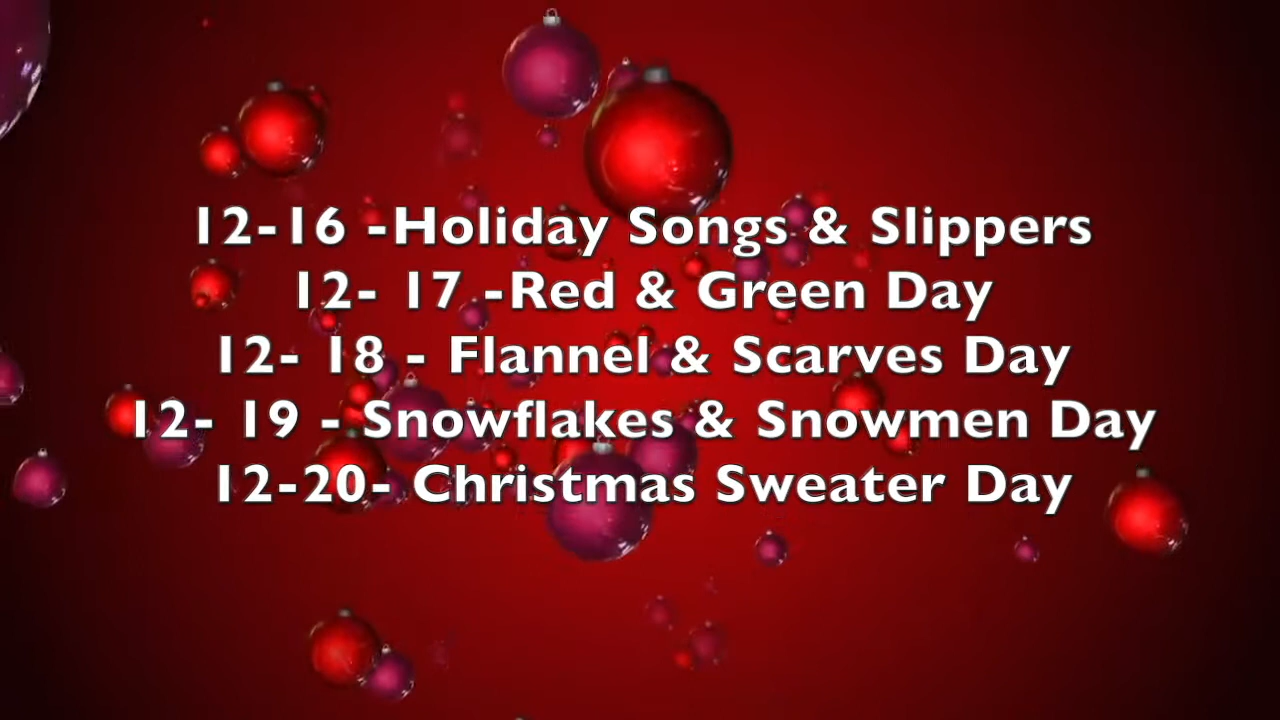 12-16 -Holiday Songs & Slippers
12- 17 -Red & Green Day
12- 18 - Flannel & Scarves Day
12- 19 - Snowflakes & Snowmen Day
12-20- Christmas Sweater Day